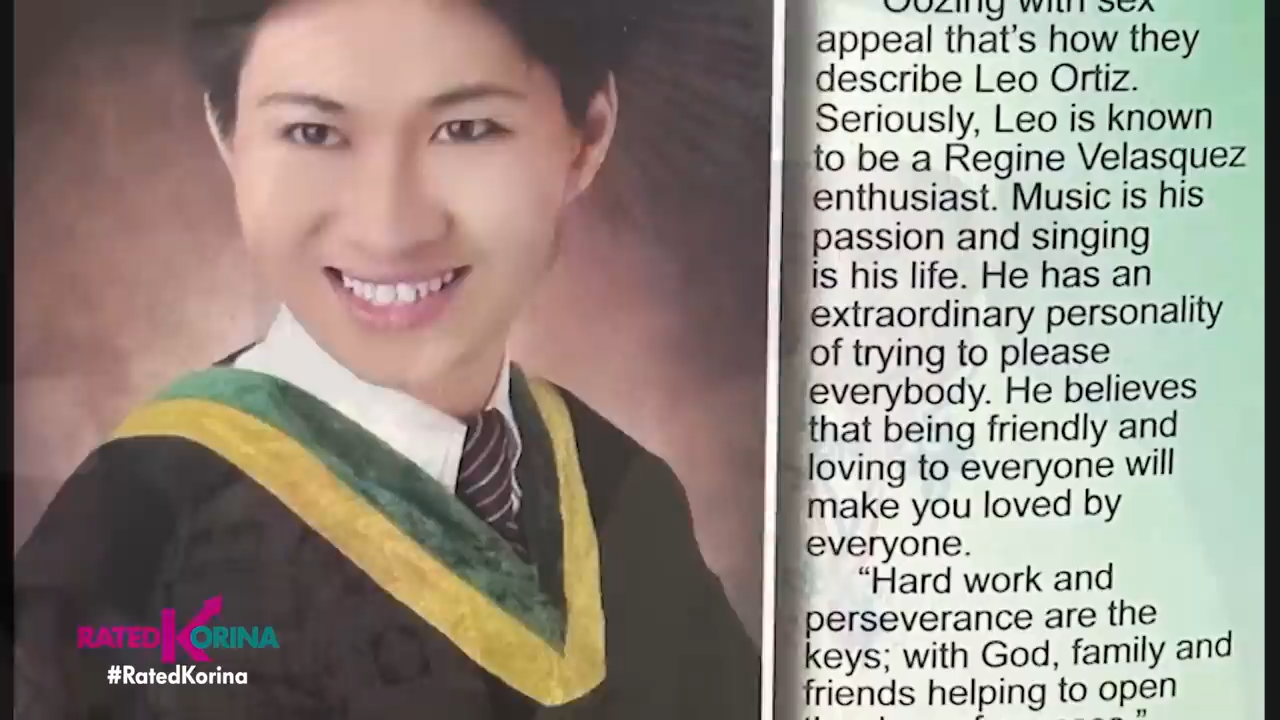 "Oozing with sex
appeal that's how they
describe Leo Ortiz.
Seriously, Leo is known
to be a Regine Velasquez
enthusiast. Music is his
passion and singing
is his life. He has an
extraordinary personality
of trying to please
everybody. He believes
that being friendly and
loving to everyone will
make you loved by
everyone.
"Hard work and
perseverance are the
keys; with God, family and
friends helping to open
RATED KORINA
#RatedKorina